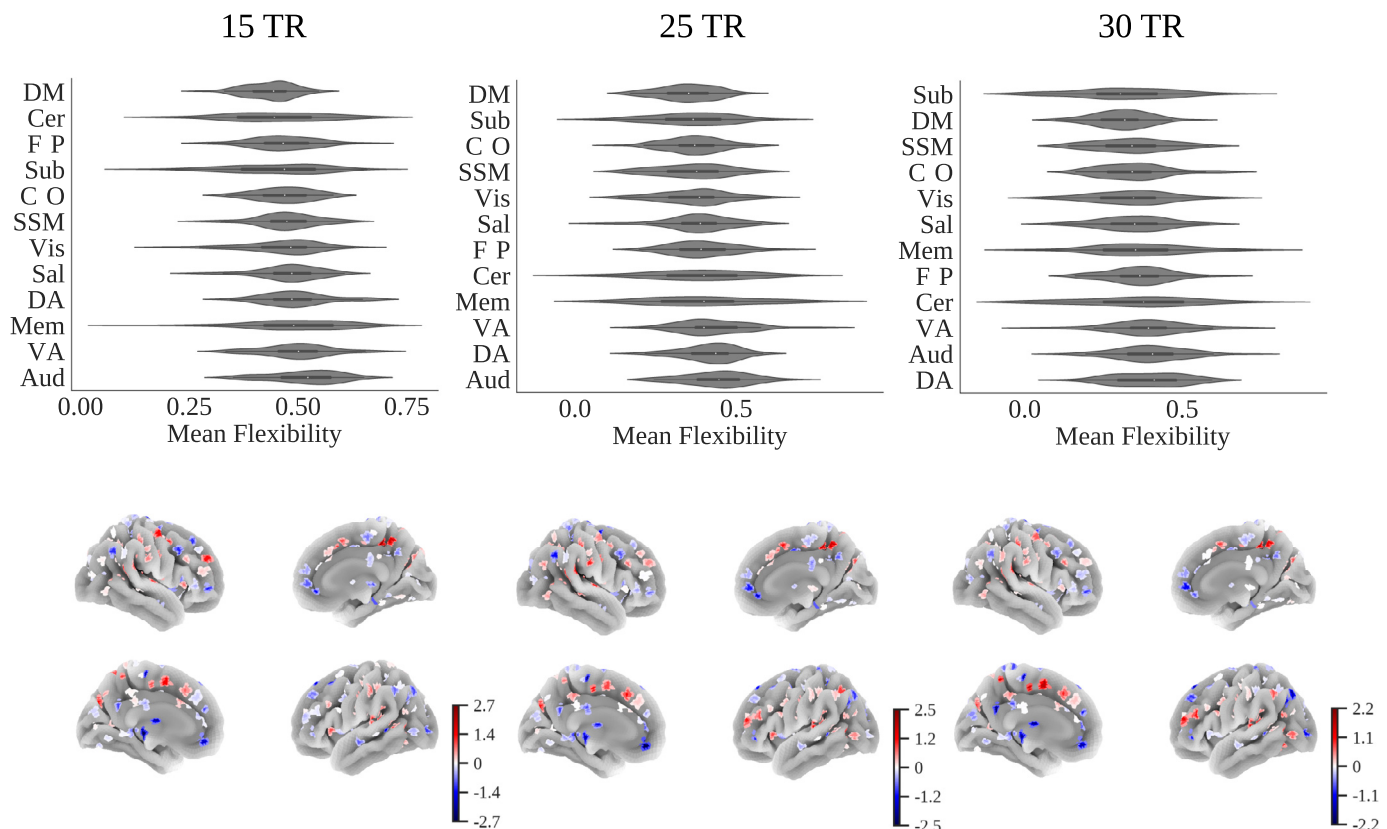 15 TR
25 TR
30 TR
DM
Cer
F P
Sub
C O
SSM
Vis
Sal
DA
Mem
VA
Aud
0.00 0.25 0.50 0.75
Mean Flexibility
DM
Sub
C O
SSM
Vis
Sal
F P
Cer
Mem
VA
DA
Aud
0.0 0.5
Mean Flexibility
Sub
DM
SSM
C O
Vis
Sal
Mem
F P
Cer
VA
Aud
DA
0.0 0.5
Mean Flexibility
2.7
1.4
0
-1.4
-2.7
2.5
1.2
0
-1.2
-2.5
2.2
1.1
0
-1.1
-2.2